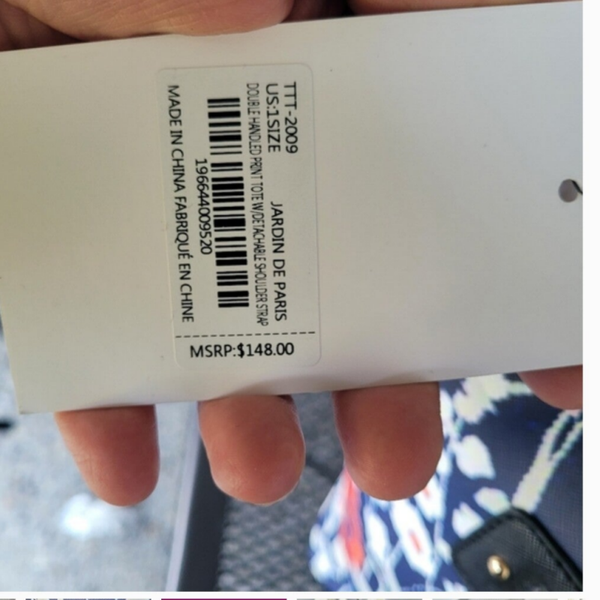 TTT-2009
US:1SIZE JARDIN DE PARIS
DOUBLE HANDLED PRINT TOTE W/DETACHABLE SHOULDER STRAP
196644009520
MADE IN CHINA FABRIQUÉ EN CHINE
MSRP:$148.00